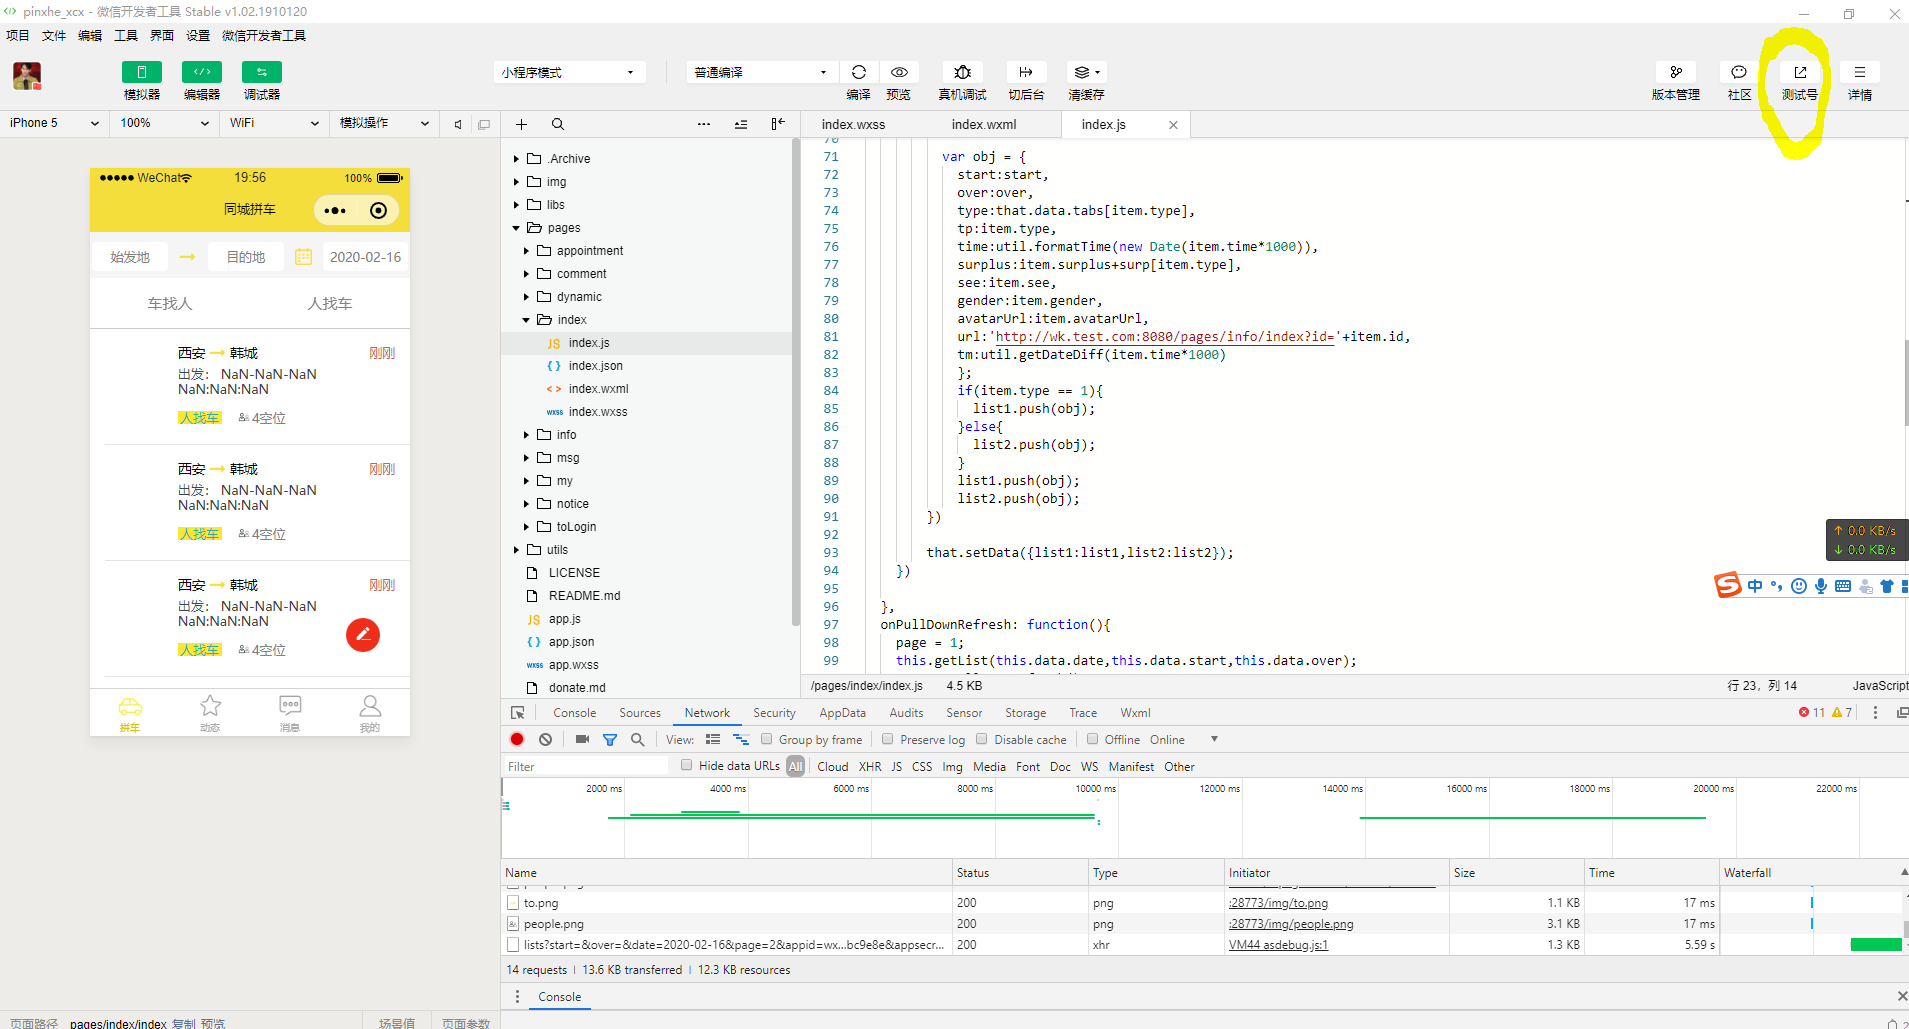 pinxhe_xcx - 微信开发者工具 Stable v1.02.1910120
项目 文件 编辑 工具 界面 设置 微信开发者工具
模拟器 编辑器 调试器
小程序模式
普通编译
编译 预览 真机调试 切后台 清缓存
版本管理 社区 测试号 详情
iPhone 5 100% WiFi 模拟操作
WeChat 19:56 100%
同城拼车
始发地 目的地 2020-02-16
车找人 人找车
西安 韩城 刚刚
出发： NaN-NaN-NaN
NaN:NaN:NaN
人找车 4空位
西安 韩城 刚刚
出发： NaN-NaN-NaN
NaN:NaN:NaN
人找车 4空位
西安 韩城 刚刚
出发： NaN-NaN-NaN
NaN:NaN:NaN
人找车 4空位
拼车 动态 消息 我的
页面路径 pages/index/index 复制 预览 场景值 页面参数
.Archive
img
libs
pages
appointment
comment
dynamic
index
JS index.js
{ } index.json
< > index.wxml
wxss index.wxss
info
msg
my
notice
toLogin
utils
LICENSE
README.md
JS app.js
{ } app.json
wxss app.wxss
donate.md
index.wxss index.wxml index.js
70
71 var obj = {
72 start:start,
73 over:over,
74 type:that.data.tabs[item.type],
75 tp:item.type,
76 time:util.formatTime(new Date(item.time*1000)),
77 surplus:item.surplus+surp[item.type],
78 see:item.see,
79 gender:item.gender,
80 avatarUrl:item.avatarUrl,
81 url:'http://wk.test.com:8080/pages/info/index?id='+item.id,
82 tm:util.getDateDiff(item.time*1000)
83 };
84 if(item.type == 1){
85 list1.push(obj);
86 }else{
87 list2.push(obj);
88 }
89 list1.push(obj);
90 list2.push(obj);
91 })
92
93 that.setData({list1:list1,list2:list2});
94 })
95
96 },
97 onPullDownRefresh: function(){
98 page = 1;
99 this.getList(this.data.date,this.data.start,this.data.over);
↑ 0.0 KB/s
↓ 0.0 KB/s
S 中
/pages/index/index.js 4.5 KB 行 23，列 14 JavaScript
Console Sources Network Security AppData Audits Sensor Storage Trace Wxml 11 7
View: Group by frame Preserve log Disable cache Offline Online
Filter Hide data URLs All Cloud XHR JS CSS Img Media Font Doc WS Manifest Other
2000 ms 4000 ms 6000 ms 8000 ms 10000 ms 12000 ms 14000 ms 16000 ms 18000 ms 20000 ms 22000 ms
Name Status Type Initiator Size Time Waterfall
to.png 200 png :28773/img/to.png 1.1 KB 17 ms
people.png 200 png :28773/img/people.png 3.1 KB 17 ms
lists?start=&over=&date=2020-02-16&page=2&appid=wx...bc9e8e&appsecr... 200 xhr VM44 asdebug.js:1 1.3 KB 5.59 s
14 requests | 13.6 KB transferred | 12.3 KB resources
Console